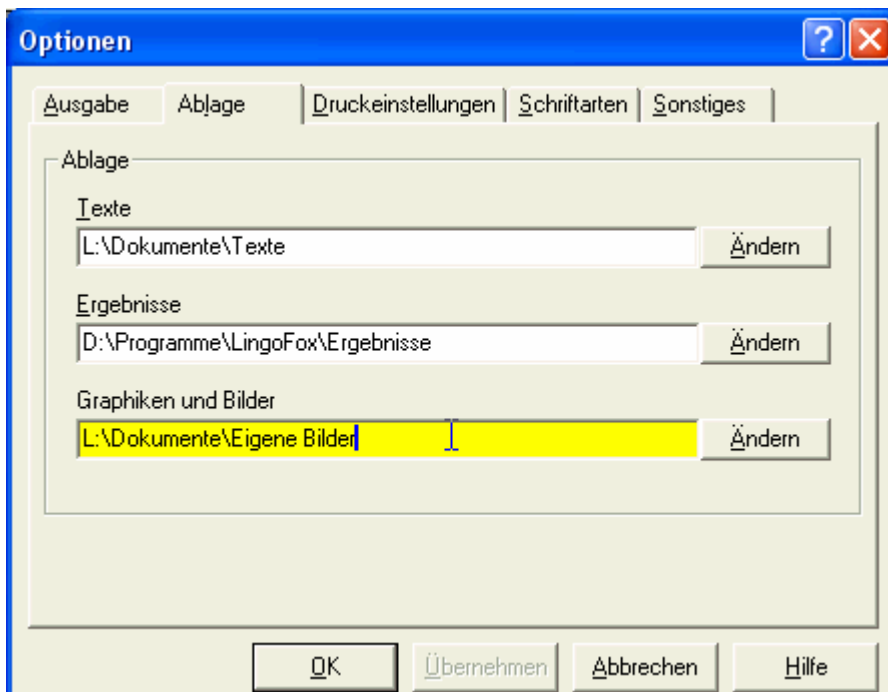 Optionen
Ausgabe Ablage Druckeinstellungen Schriftarten Sonstiges
Ablage
Texte
L:\Dokumente\Texte Ändern
Ergebnisse
D:\Programme\LingoFox\Ergebnisse Ändern
Graphiken und Bilder
L:\Dokumente\Eigene Bilder Ändern
OK Übernehmen Abbrechen Hilfe